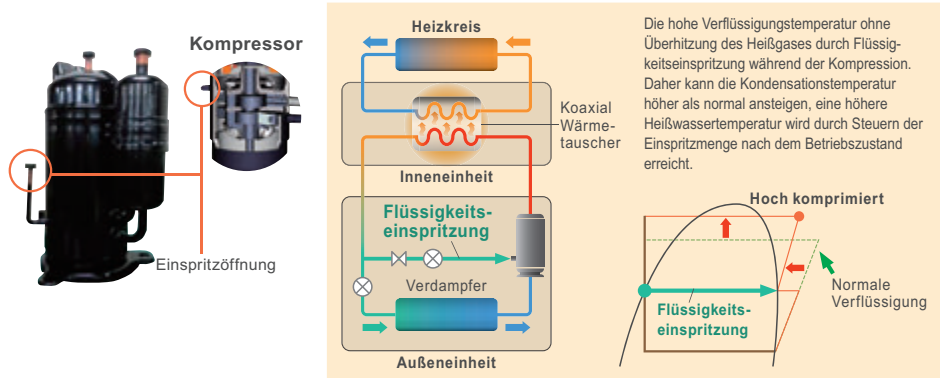 Kompressor
Einspritzöffnung
Heizkreis
Koaxial
Wärme-
tauscher
Inneneinheit
Flüssigkeits-
einspritzung
Verdampfer
Außeneinheit
Die hohe Verflüssigungstemperatur ohne
Überhitzung des Heißgases durch Flüssig-
keitseinspritzung während der Kompression.
Daher kann die Kondensationstemperatur
höher als normal ansteigen, eine höhere
Heißwassertemperatur wird durch Steuern der
Einspritzmenge nach dem Betriebszustand
erreicht.
Hoch komprimiert
Normale
Verflüssigung
Flüssigkeits-
einspritzung